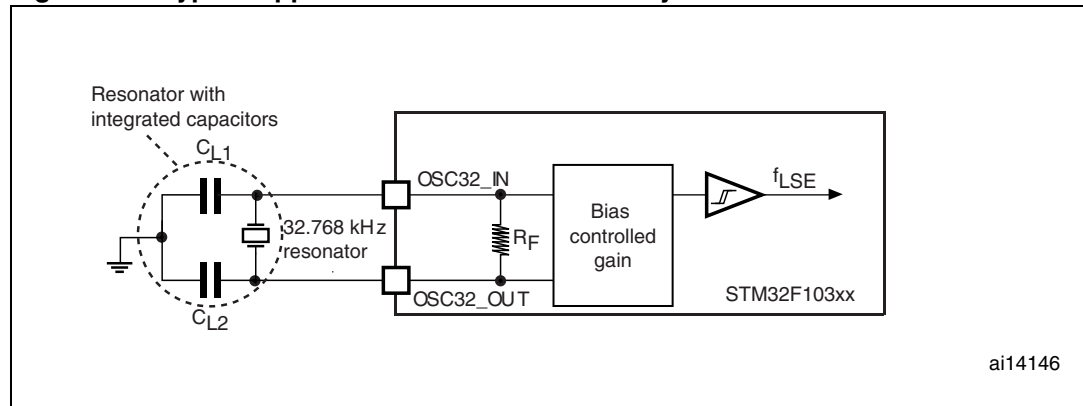 Resonator with
integrated capacitors
CL1
OSC32_IN
fLSE
32.768 kHz
resonator
RF
Bias
controlled
gain
OSC32_OUT
STM32F103xx
CL2
ai14146